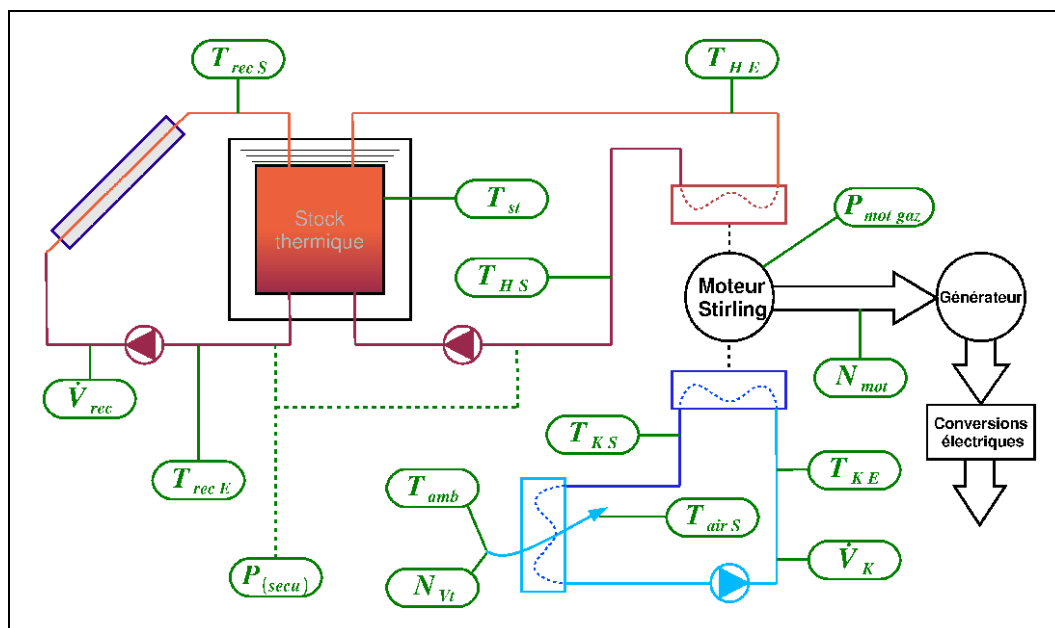 T rec S
T H E
Stock
thermique
T st
P mot gaz
T H S
Moteur
Stirling
Générateur
V̇ rec
N mot
T K S
Conversions
électriques
T rec E
T amb
T K E
T air S
P (secu)
N Vt
V̇ K